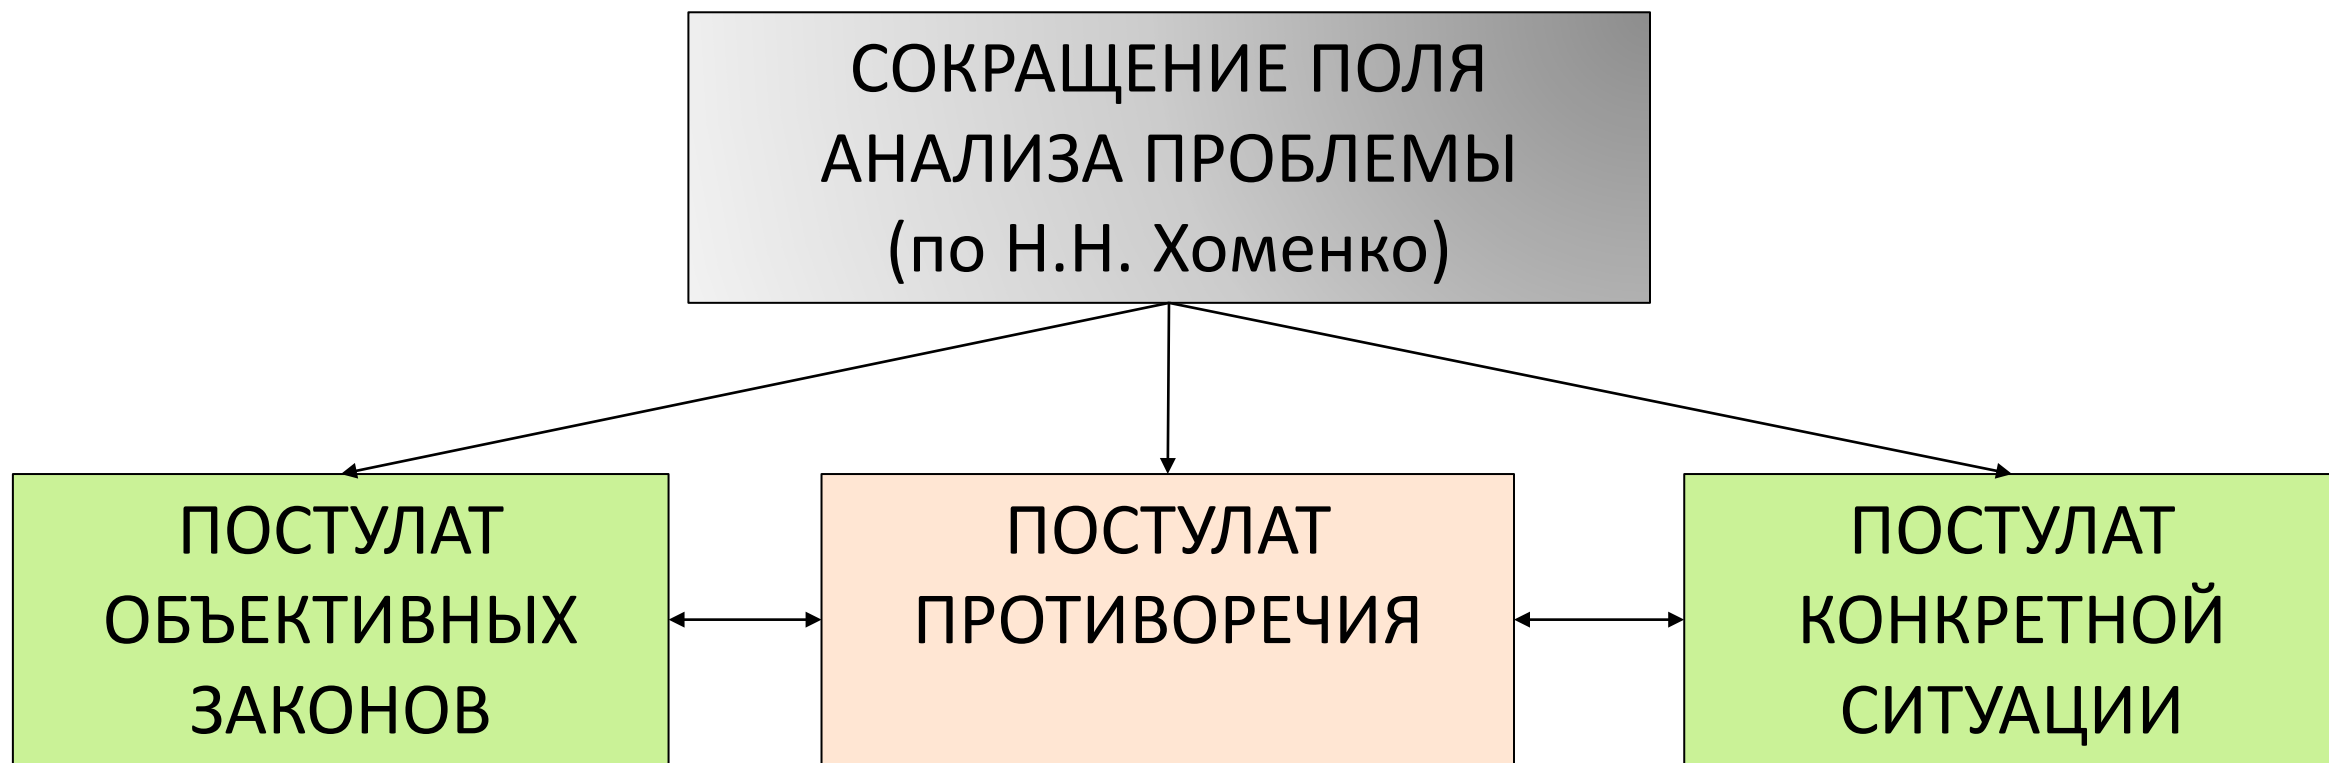 СОКРАЩЕНИЕ ПОЛЯ
АНАЛИЗА ПРОБЛЕМЫ
(по Н.Н. Хоменко)
ПОСТУЛАТ
ОБЪЕКТИВНЫХ
ЗАКОНОВ
ПОСТУЛАТ
ПРОТИВОРЕЧИЯ
ПОСТУЛАТ
КОНКРЕТНОЙ
СИТУАЦИИ